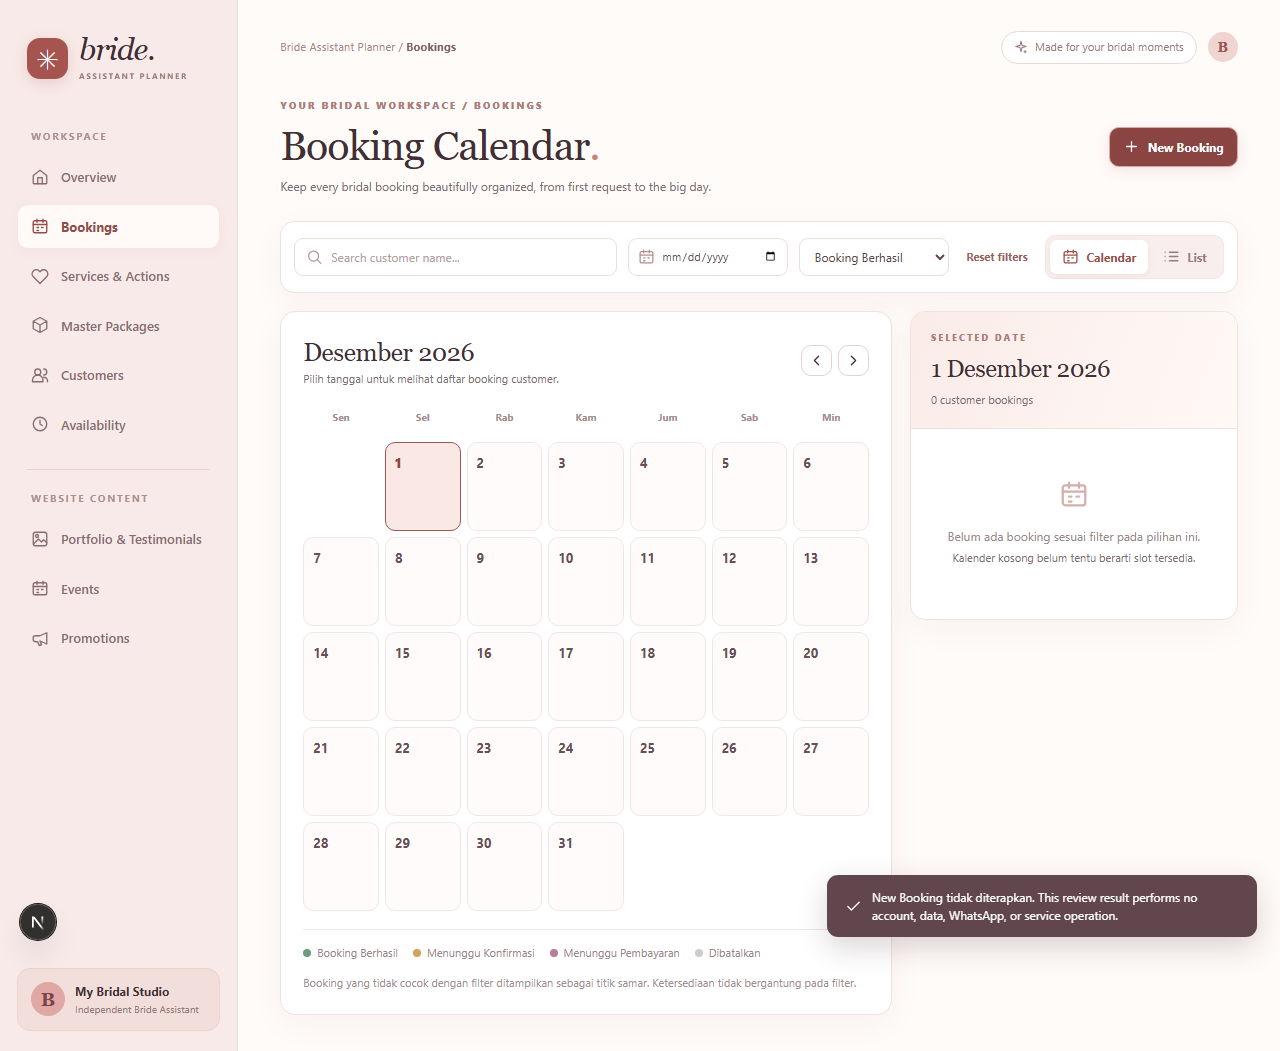 bride.
ASSISTANT PLANNER
WORKSPACE
Overview
Bookings
Services & Actions
Master Packages
Customers
Availability
WEBSITE CONTENT
Portfolio & Testimonials
Events
Promotions
N
B
My Bridal Studio
Independent Bride Assistant
Bride Assistant Planner / Bookings
Made for your bridal moments
B
YOUR BRIDAL WORKSPACE / BOOKINGS
Booking Calendar.
Keep every bridal booking beautifully organized, from first request to the big day.
New Booking
Search customer name...
mm/dd/yyyy
Booking Berhasil
Reset filters
Calendar
List
Desember 2026
Pilih tanggal untuk melihat daftar booking customer.
Sen Sel Rab Kam Jum Sab Min
1 2 3 4 5 6
7 8 9 10 11 12 13
14 15 16 17 18 19 20
21 22 23 24 25 26 27
28 29 30 31
Booking Berhasil
Menunggu Konfirmasi
Menunggu Pembayaran
Dibatalkan
Booking yang tidak cocok dengan filter ditampilkan sebagai titik samar. Ketersediaan tidak bergantung pada filter.
SELECTED DATE
1 Desember 2026
0 customer bookings
Belum ada booking sesuai filter pada pilihan ini.
Kalender kosong belum tentu berarti slot tersedia.
New Booking tidak diterapkan. This review result performs no
account, data, WhatsApp, or service operation.